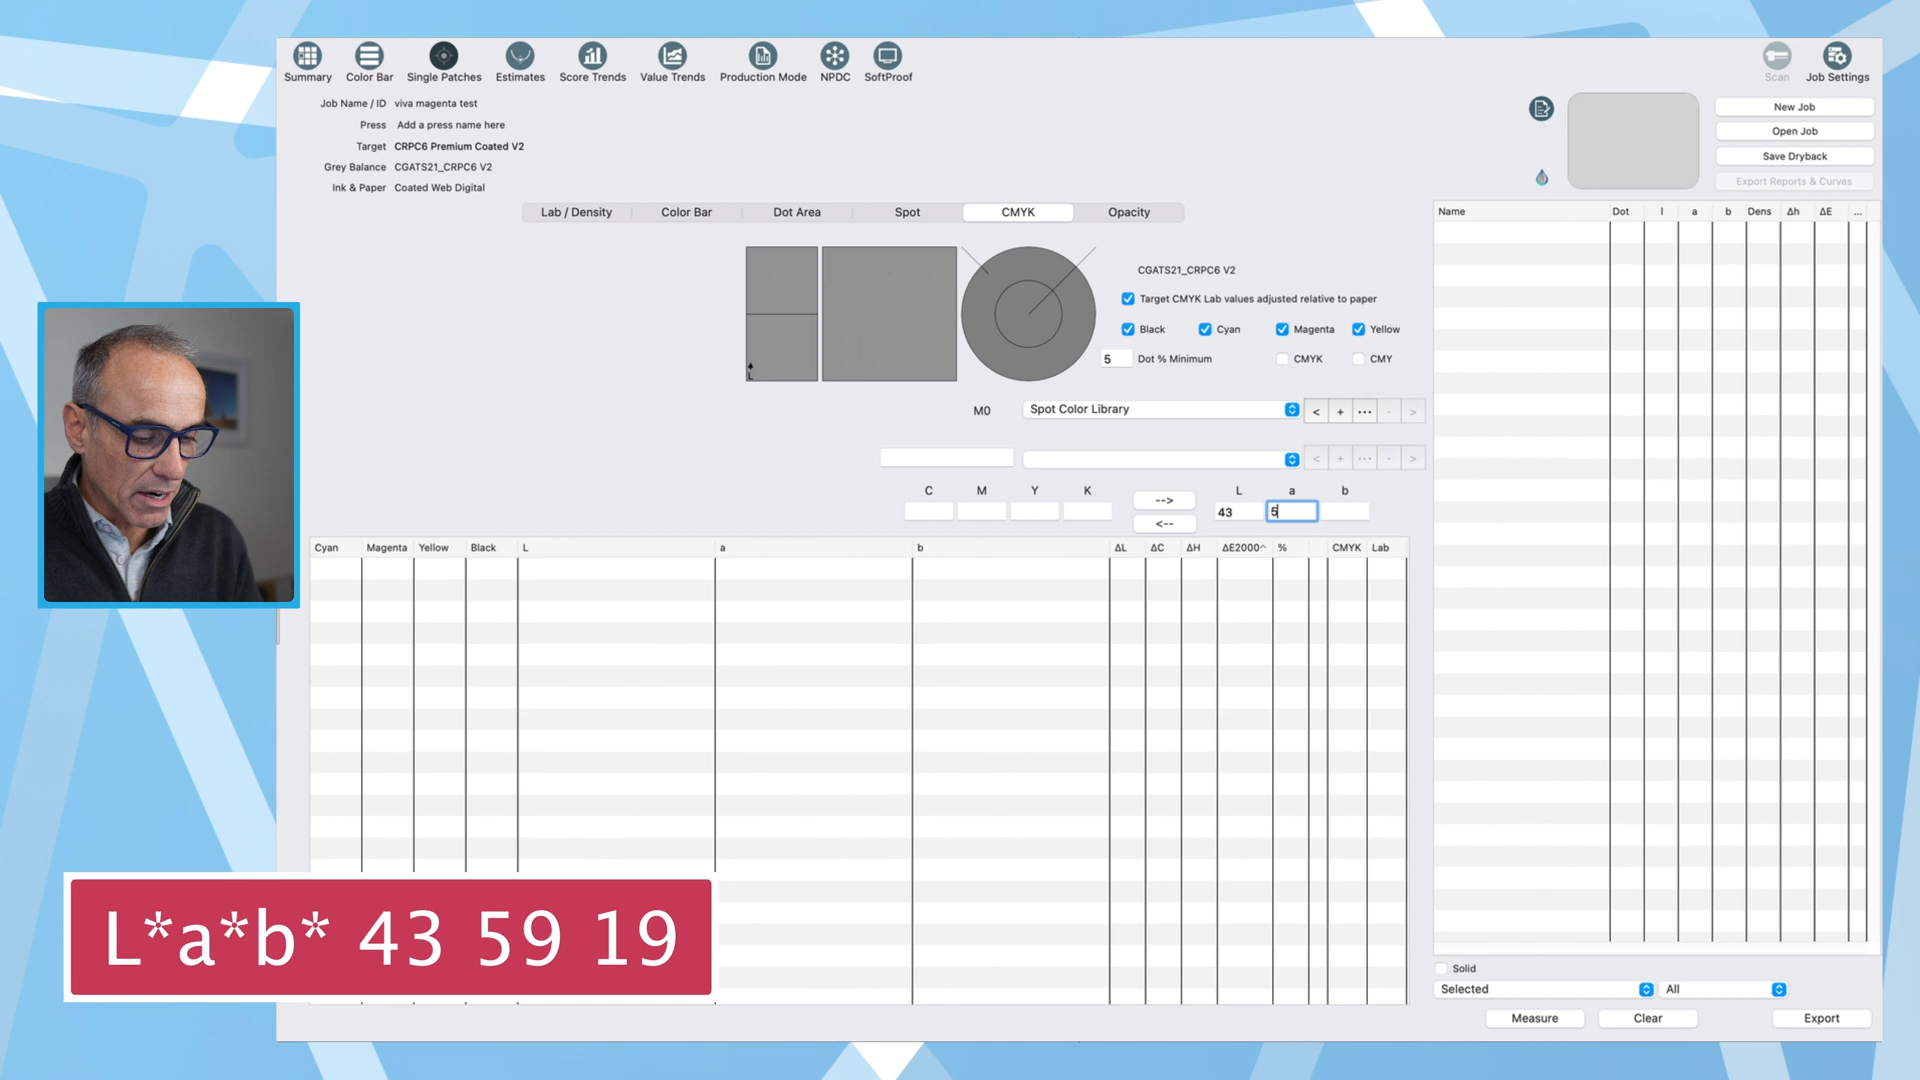 Summary Color Bar Single Patches Estimates Score Trends Value Trends Production Mode NPDC SoftProof Scan Job Settings
Job Name / ID viva magenta test
Press Add a press name here
Target CRPC6 Premium Coated V2
Grey Balance CGATS21_CRPC6 V2
Ink & Paper Coated Web Digital
New Job
Open Job
Save Dryback
Export Reports & Curves
Lab / Density Color Bar Dot Area Spot CMYK Opacity
Name Dot l a b Dens Δh ΔE ...
L
CGATS21_CRPC6 V2
Target CMYK Lab values adjusted relative to paper
Black Cyan Magenta Yellow
5 Dot % Minimum CMYK CMY
M0 Spot Color Library < + ... - >
< + ... - >
C M Y K --> L a b
43 5
<--
Cyan Magenta Yellow Black L a b ΔL ΔC ΔH ΔE2000^ % CMYK Lab
L*a*b* 43 59 19
Solid
Selected All
Measure Clear Export